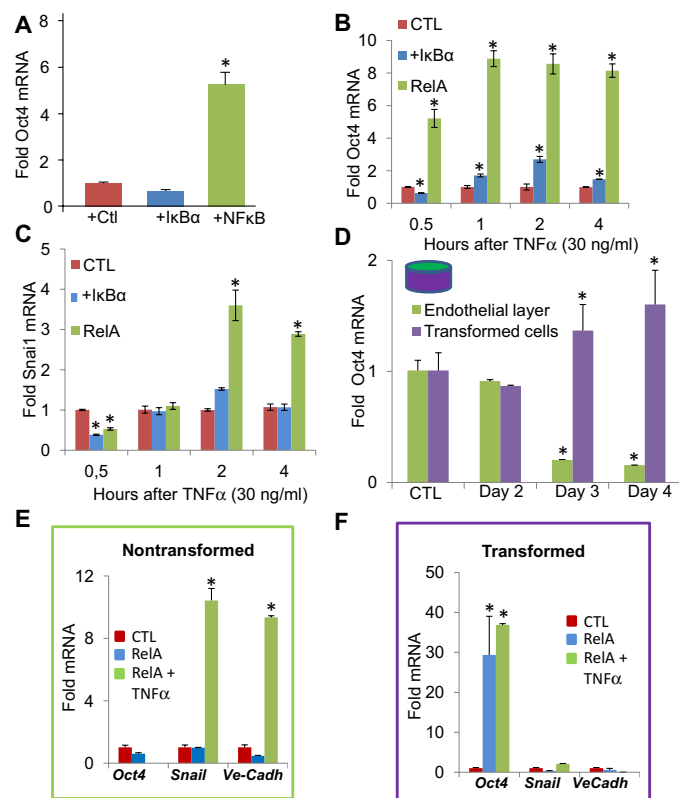 A
Fold Oct4 mRNA
8
6
4
2
0
*
+Ctl
+IκBα
+NFκB
B
Fold Oct4 mRNA
CTL
+IκBα
RelA
10
8
6
4
2
0
* * * * * * * *
0.5 1 2 4
Hours after TNFα (30 ng/ml)
C
Fold Snai1 mRNA
CTL
+IκBα
RelA
5
4
3
2
1
0
* * * *
0,5 1 2 4
Hours after TNFα (30 ng/ml)
D
Fold Oct4 mRNA
2
1
0
Endothelial layer
Transformed cells
* * * *
CTL Day 2 Day 3 Day 4
E
Nontransformed
Fold mRNA
12
8
4
0
CTL
RelA
RelA +
TNFα
* *
Oct4 Snail Ve-Cadh
F
Transformed
Fold mRNA
50
40
30
20
10
0
* *
CTL
RelA
RelA +
TNFα
Oct4 Snail VeCadh